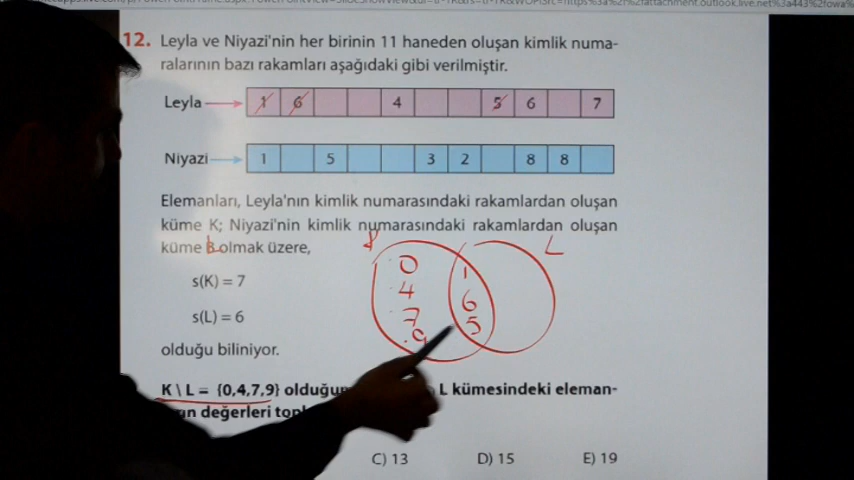 12. Leyla ve Niyazi'nin her birinin 11 haneden oluşan kimlik numa-
ralarının bazı rakamları aşağıdaki gibi verilmiştir.
Leyla 1 6 4 5 6 7
Niyazi 1 5 3 2 8 8
Elemanları, Leyla'nın kimlik numarasındaki rakamlardan oluşan
küme K; Niyazi'nin kimlik numarasındaki rakamlardan oluşan
küme L olmak üzere,
L
s(K) = 7
0
1
4
6
s(L) = 6
7
5
9
olduğu biliniyor.
K \ L = {0,4,7,9} L kümesindeki eleman-
değerleri
C) 13 D) 15 E) 19